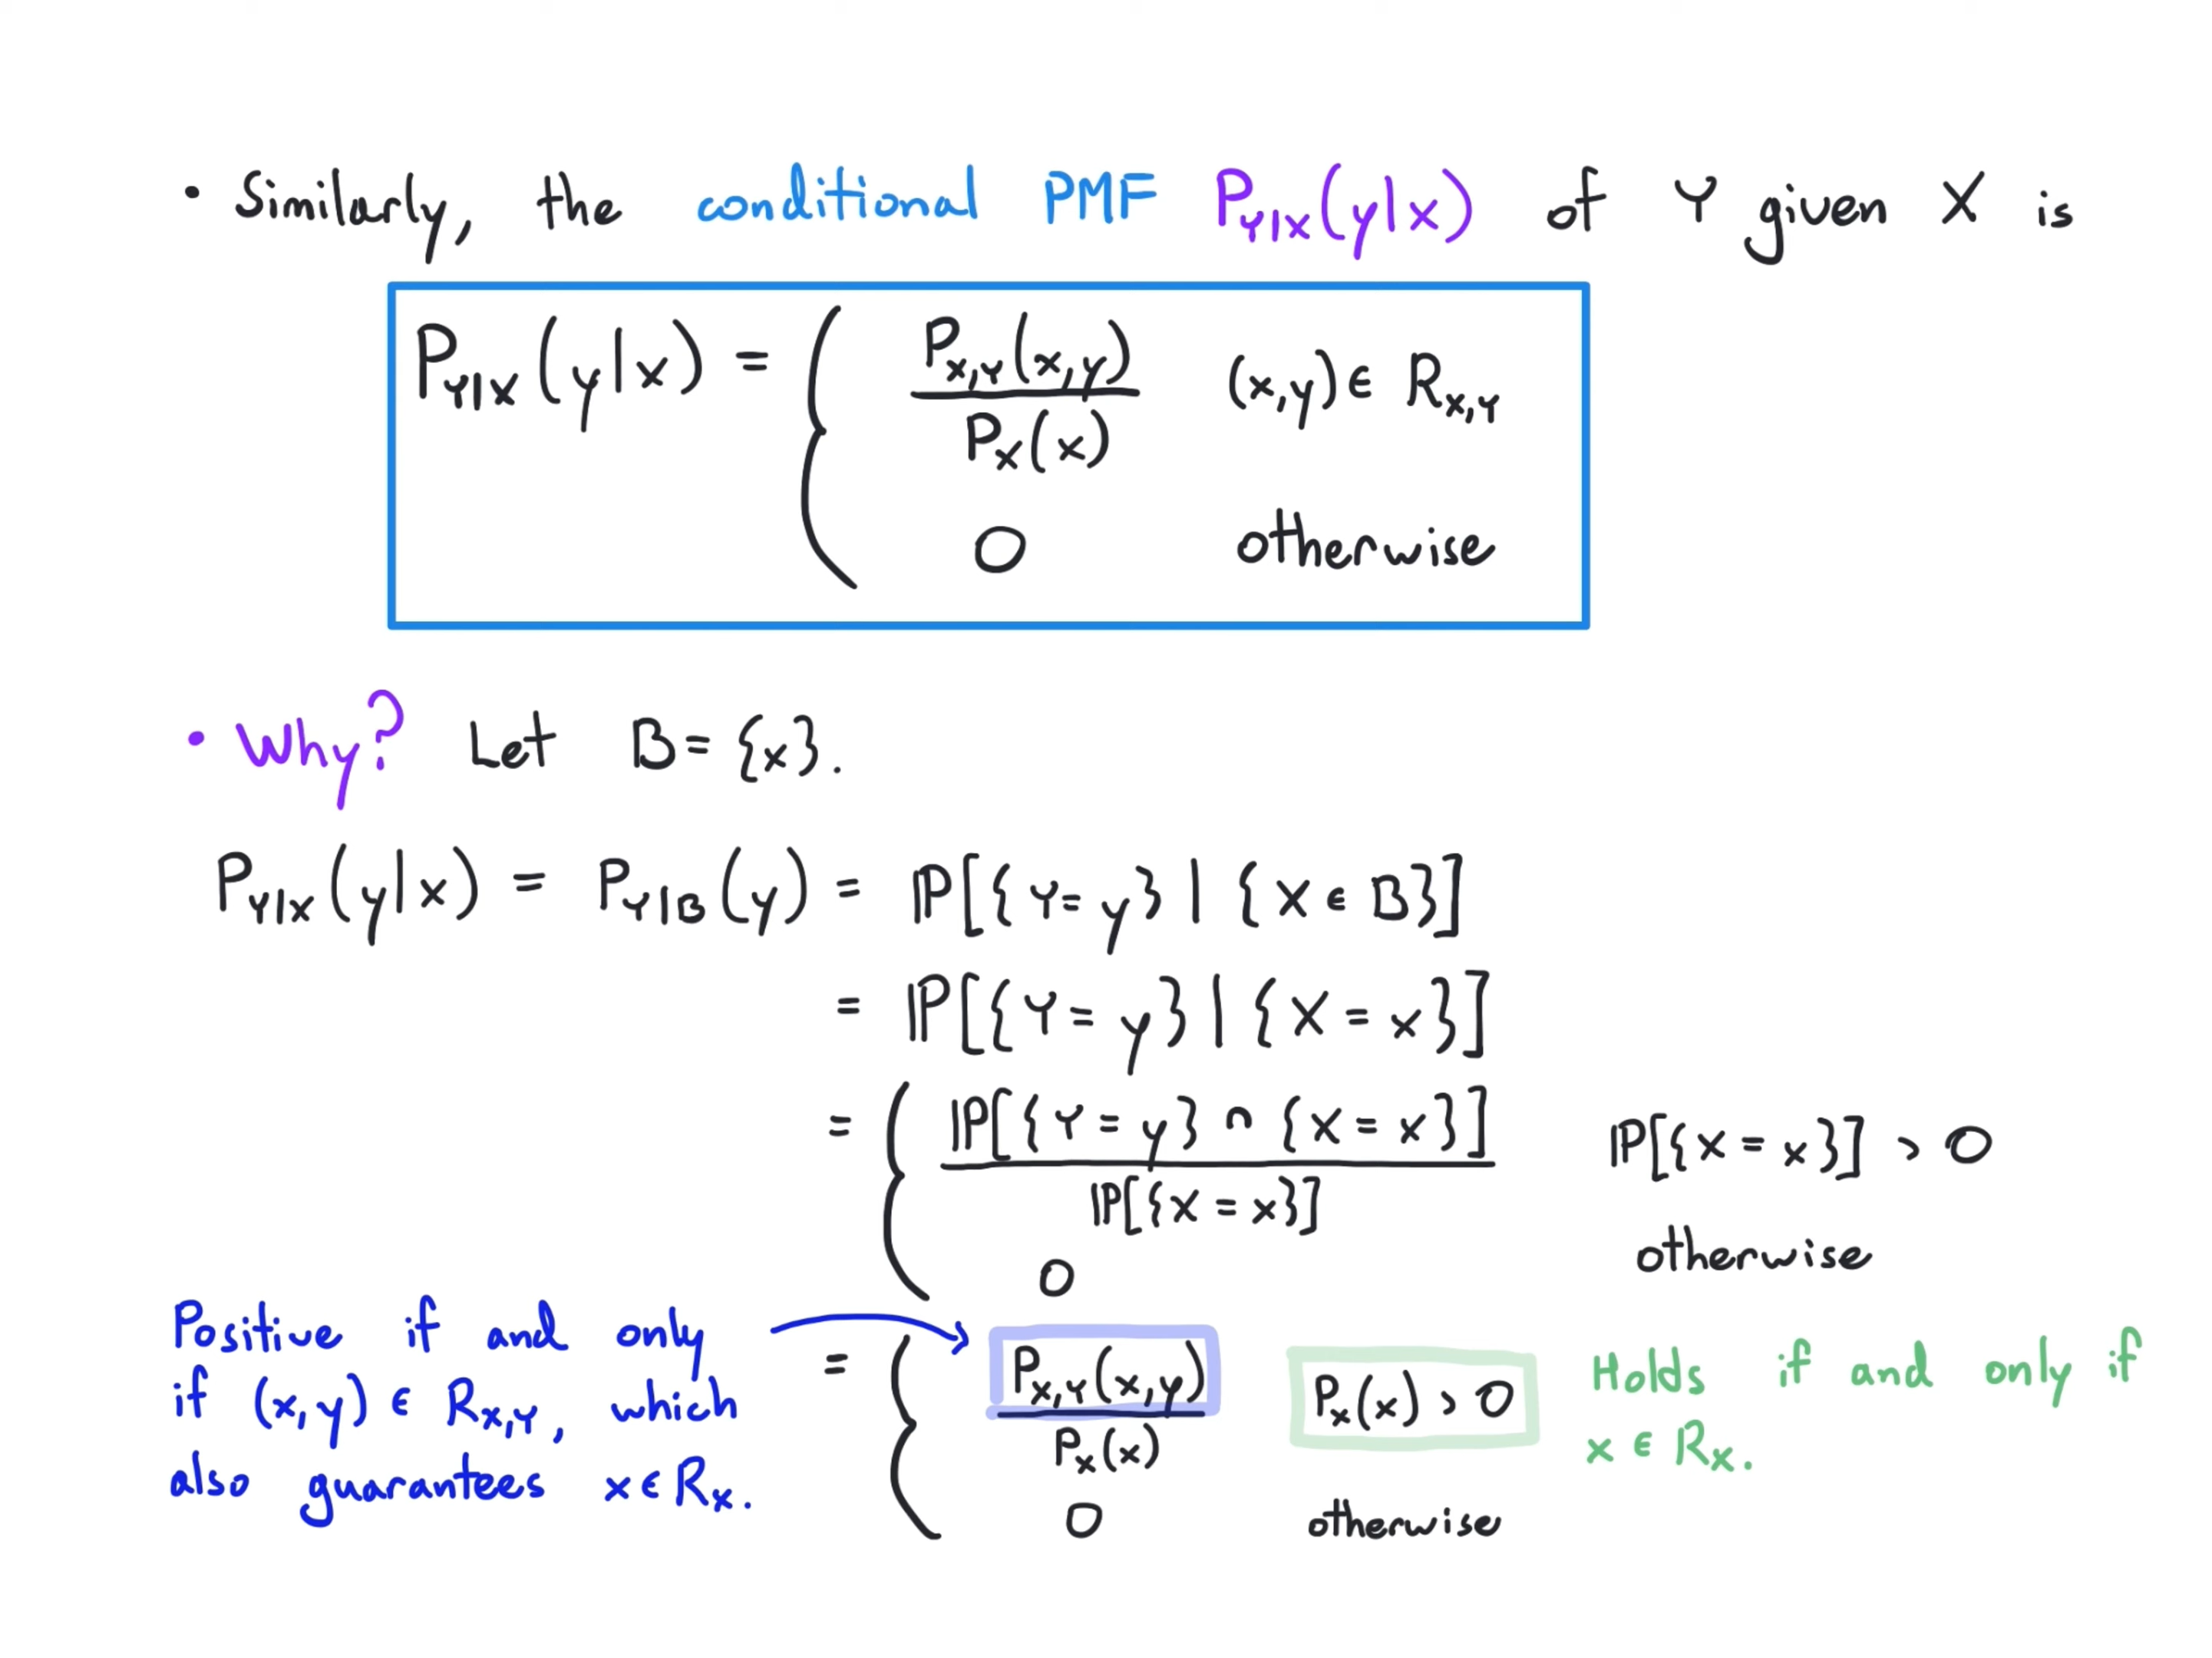 • Similarly, the conditional PMF P_{Y|X}(y|x) of Y given X is
P_{Y|X}(y|x) = { P_{X,Y}(x,y) / P_X(x)   (x,y) ∈ R_{X,Y}
0   otherwise
• Why? Let B = {x}.
P_{Y|X}(y|x) = P_{Y|B}(y) = ℙ[{Y = y} | {X ∈ B}]
= ℙ[{Y = y} | {X = x}]
= { ℙ[{Y = y} ∩ {X = x}] / ℙ[{X = x}]   ℙ[{X = x}] > 0
0   otherwise
Positive if and only
if (x,y) ∈ R_{X,Y}, which
also guarantees x ∈ R_X.
= { P_{X,Y}(x,y) / P_X(x)   P_X(x) > 0
0   otherwise
Holds if and only if
x ∈ R_X.